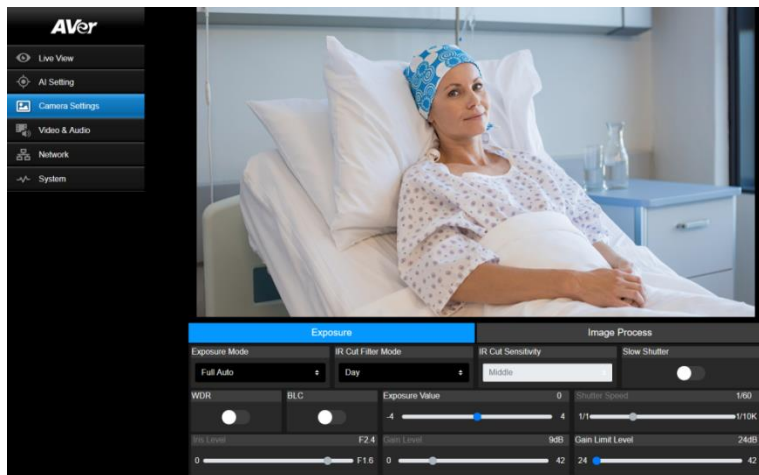 AVer
Live View
AI Setting
Camera Settings
Video & Audio
Network
System
Exposure Image Process
Exposure Mode IR Cut Filter Mode IR Cut Sensitivity Slow Shutter
Full Auto Day Middle
WDR BLC Exposure Value 0 Shutter Speed 1/60
-4 4 1/1 1/10K
Iris Level F2.4 Gain Level 9dB Gain Limit Level 24dB
0 F1.6 0 42 24 42